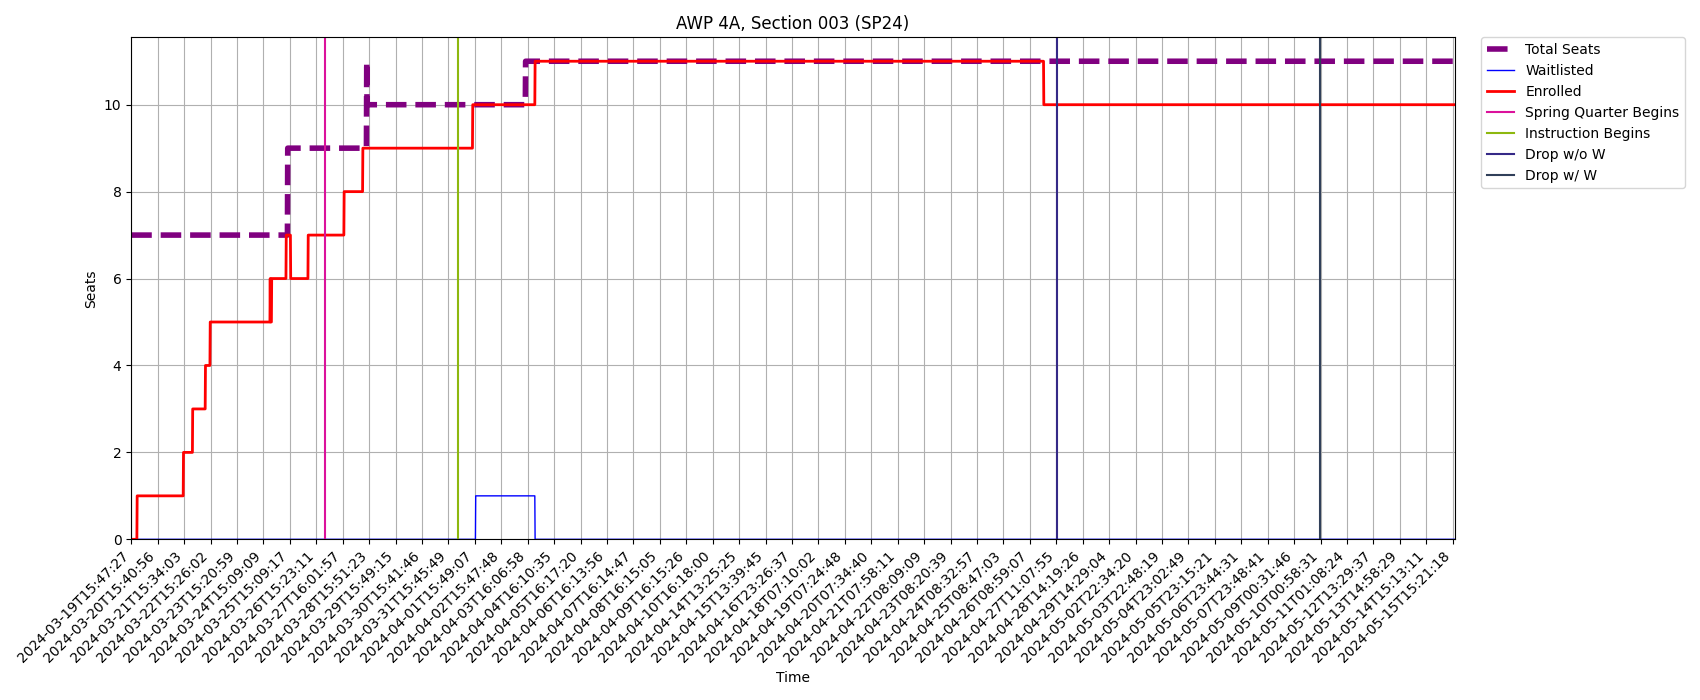 AWP 4A, Section 003 (SP24)
Total Seats
Waitlisted
Enrolled
Spring Quarter Begins
Instruction Begins
Drop w/o W
Drop w/ W
Seats
10
8
6
4
2
0
2024-03-19T15:47:27
2024-03-20T15:40:56
2024-03-21T15:34:03
2024-03-22T15:26:02
2024-03-23T15:20:59
2024-03-24T15:09:09
2024-03-25T15:09:17
2024-03-26T15:23:11
2024-03-27T16:01:57
2024-03-28T15:51:23
2024-03-29T15:49:15
2024-03-30T15:41:46
2024-03-31T15:45:49
2024-04-01T15:49:07
2024-04-02T15:47:48
2024-04-03T16:06:58
2024-04-04T16:10:35
2024-04-05T16:17:20
2024-04-06T16:13:56
2024-04-07T16:14:47
2024-04-08T16:15:05
2024-04-09T16:15:26
2024-04-10T16:18:00
2024-04-14T13:25:25
2024-04-15T13:39:45
2024-04-16T23:26:37
2024-04-18T07:10:02
2024-04-19T07:24:48
2024-04-20T07:34:40
2024-04-21T07:58:11
2024-04-22T08:09:09
2024-04-23T08:20:39
2024-04-24T08:32:57
2024-04-25T08:47:03
2024-04-26T08:59:07
2024-04-27T11:07:55
2024-04-28T14:19:26
2024-04-29T14:29:04
2024-05-02T22:34:20
2024-05-03T22:48:19
2024-05-04T23:02:49
2024-05-05T23:15:21
2024-05-06T23:44:31
2024-05-07T23:48:41
2024-05-09T00:31:46
2024-05-10T00:58:31
2024-05-11T01:08:24
2024-05-12T13:29:37
2024-05-13T14:58:29
2024-05-14T15:13:11
2024-05-15T15:21:18
Time